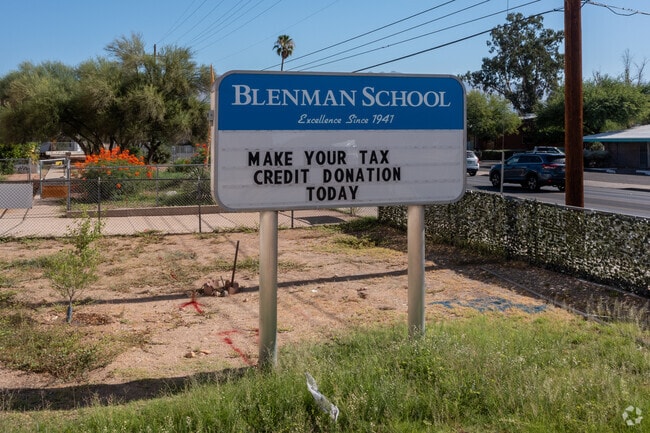 BLENMAN SCHOOL
Excellence Since 1941
MAKE YOUR TAX
CREDIT DONATION
TODAY